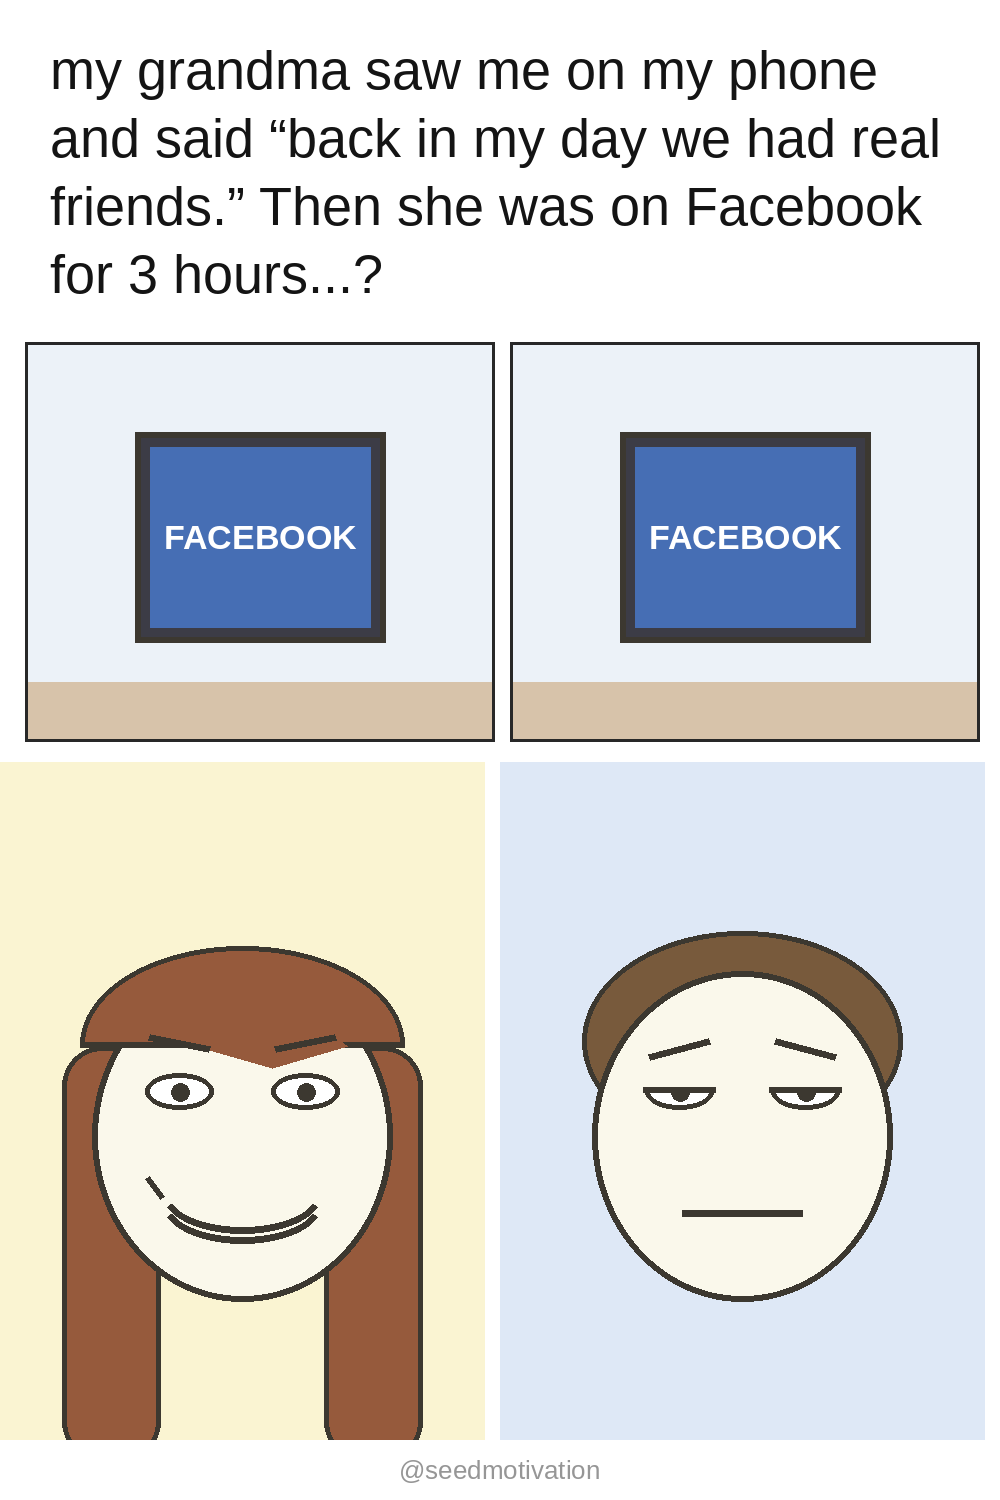 my grandma saw me on my phone
and said “back in my day we had real
friends.” Then she was on Facebook
for 3 hours...?
FACEBOOK
FACEBOOK
@seedmotivation